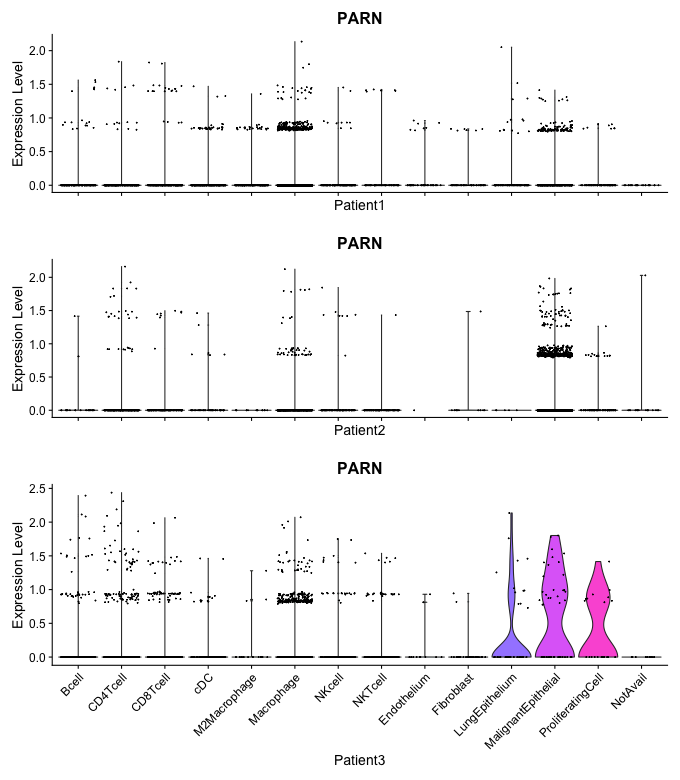 PARN
Expression Level
2.0
1.5
1.0
0.5
0.0
Patient1
PARN
Expression Level
2.0
1.5
1.0
0.5
0.0
Patient2
PARN
Expression Level
2.5
2.0
1.5
1.0
0.5
0.0
Bcell
CD4Tcell
CD8Tcell
cDC
M2Macrophage
Macrophage
NKcell
NKTcell
Endothelium
Fibroblast
LungEpithelium
MalignantEpithelial
ProliferatingCell
NotAvail
Patient3